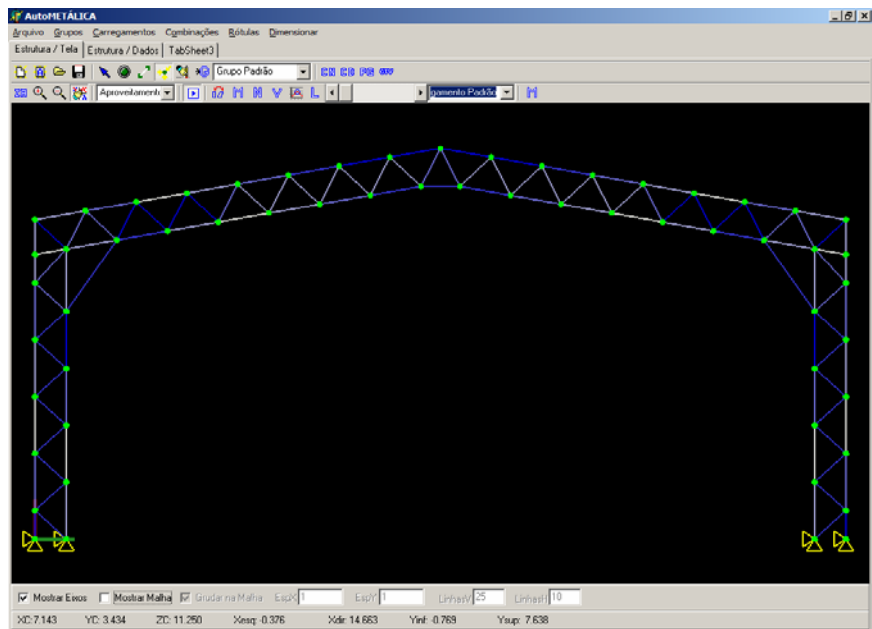 AutoMETÁLICA
Arquivo Grupos Carregamentos Combinações Rótulas Dimensionar
Estrutura / Tela Estrutura / Dados TabSheet3
Grupo Padrão
Aproveitament L gamento Padrão
Mostrar Eixos Mostrar Malha Grudar na Malha EspX 1 EspY 1 LinhasV 25 LinhasH 10
XC: 7.143 YC: 3.434 ZC: 11.250 Xesq: -0.376 Xdir: 14.663 Yinf: -0.769 Ysup: 7.638